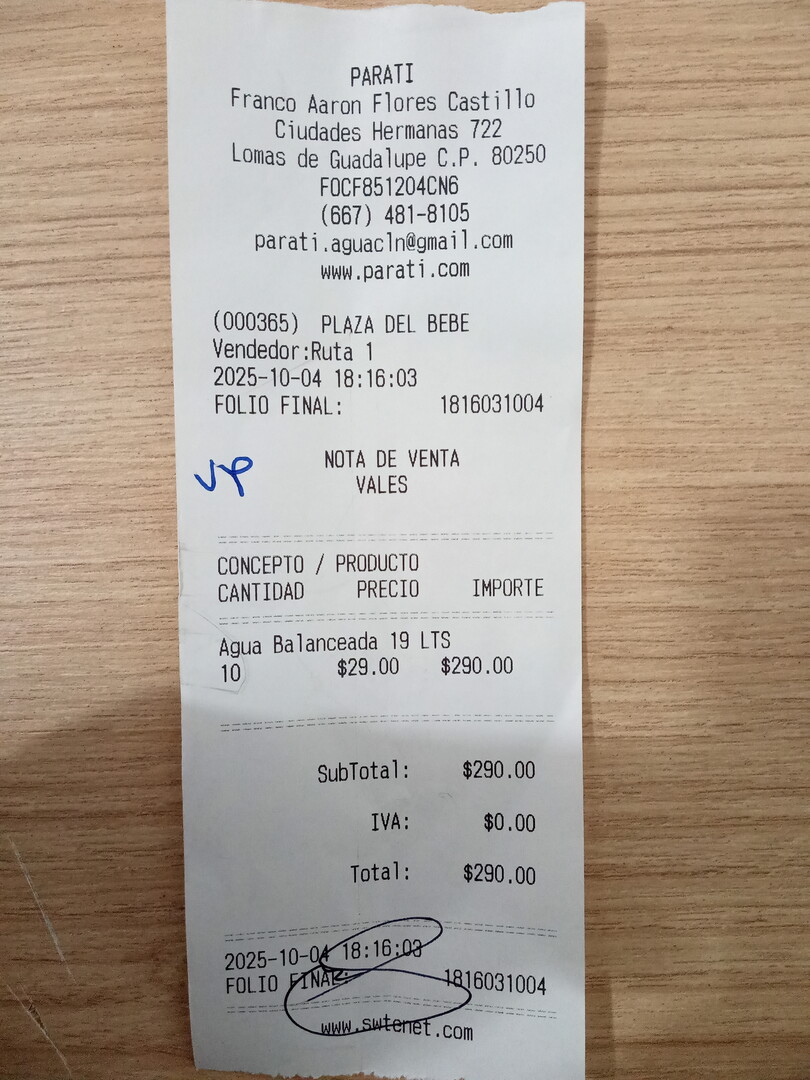 PARATI
Franco Aaron Flores Castillo
Ciudades Hermanas 722
Lomas de Guadalupe C.P. 80250
FOCF851204CN6
(667) 481-8105
parati.aguacln@gmail.com
www.parati.com
(000365) PLAZA DEL BEBE
Vendedor:Ruta 1
2025-10-04 18:16:03
FOLIO FINAL: 1816031004
NOTA DE VENTA
VALES
CONCEPTO / PRODUCTO
CANTIDAD PRECIO IMPORTE
Agua Balanceada 19 LTS
10 $29.00 $290.00
SubTotal: $290.00
IVA: $0.00
Total: $290.00
2025-10-04 18:16:03
FOLIO FINAL: 1816031004
www.swtenet.com